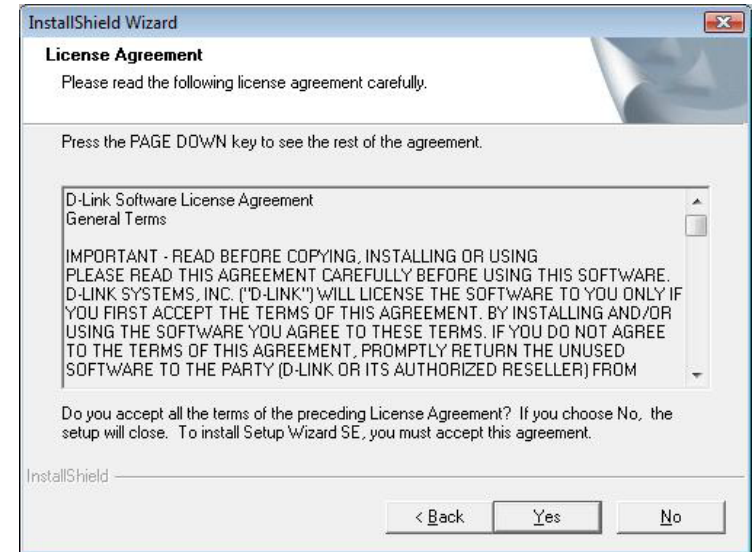 InstallShield Wizard
License Agreement
Please read the following license agreement carefully.
Press the PAGE DOWN key to see the rest of the agreement.
D-Link Software License Agreement
General Terms
IMPORTANT - READ BEFORE COPYING, INSTALLING OR USING
PLEASE READ THIS AGREEMENT CAREFULLY BEFORE USING THIS SOFTWARE.
D-LINK SYSTEMS, INC. ("D-LINK") WILL LICENSE THE SOFTWARE TO YOU ONLY IF
YOU FIRST ACCEPT THE TERMS OF THIS AGREEMENT. BY INSTALLING AND/OR
USING THE SOFTWARE YOU AGREE TO THESE TERMS. IF YOU DO NOT AGREE
TO THE TERMS OF THIS AGREEMENT, PROMPTLY RETURN THE UNUSED
SOFTWARE TO THE PARTY (D-LINK OR ITS AUTHORIZED RESELLER) FROM
Do you accept all the terms of the preceding License Agreement? If you choose No, the
setup will close. To install Setup Wizard SE, you must accept this agreement.
InstallShield
< Back Yes No